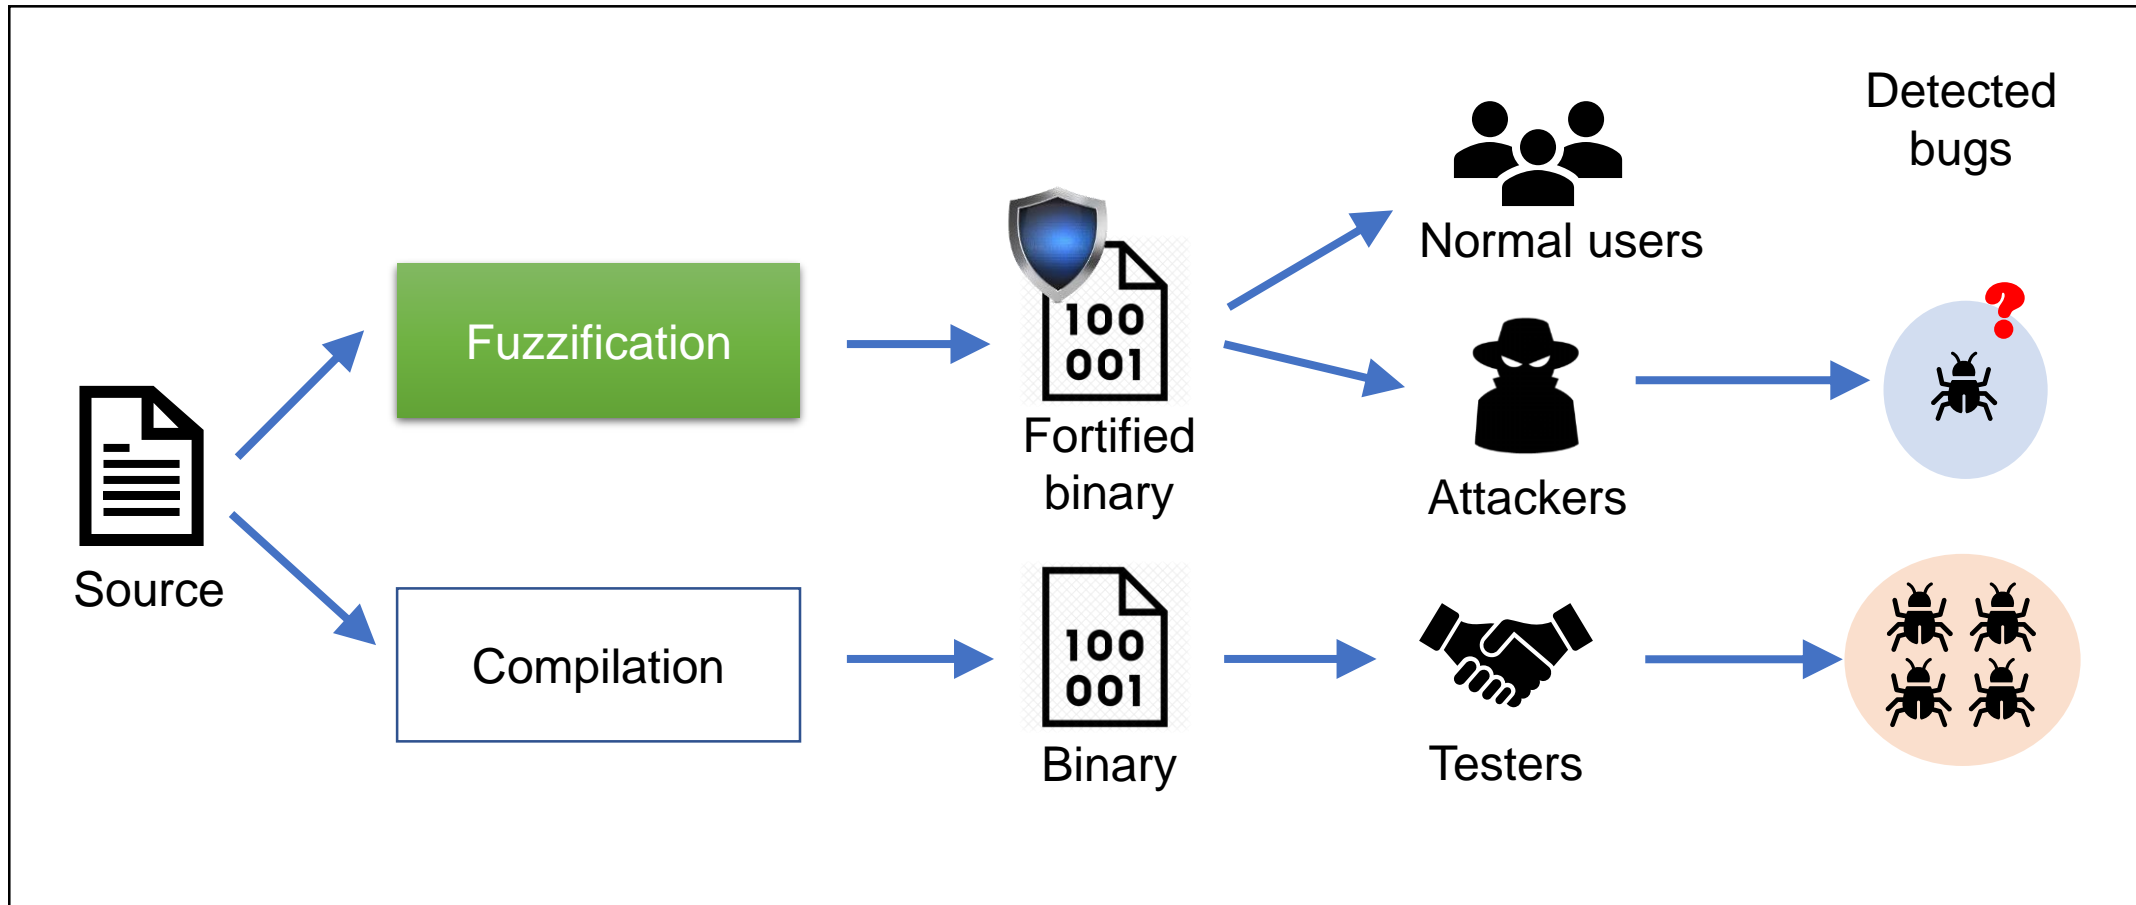 Detected
bugs
Normal users
Fuzzification
?
100
001
Fortified
binary
Attackers
Source
Compilation
100
001
Binary
Testers